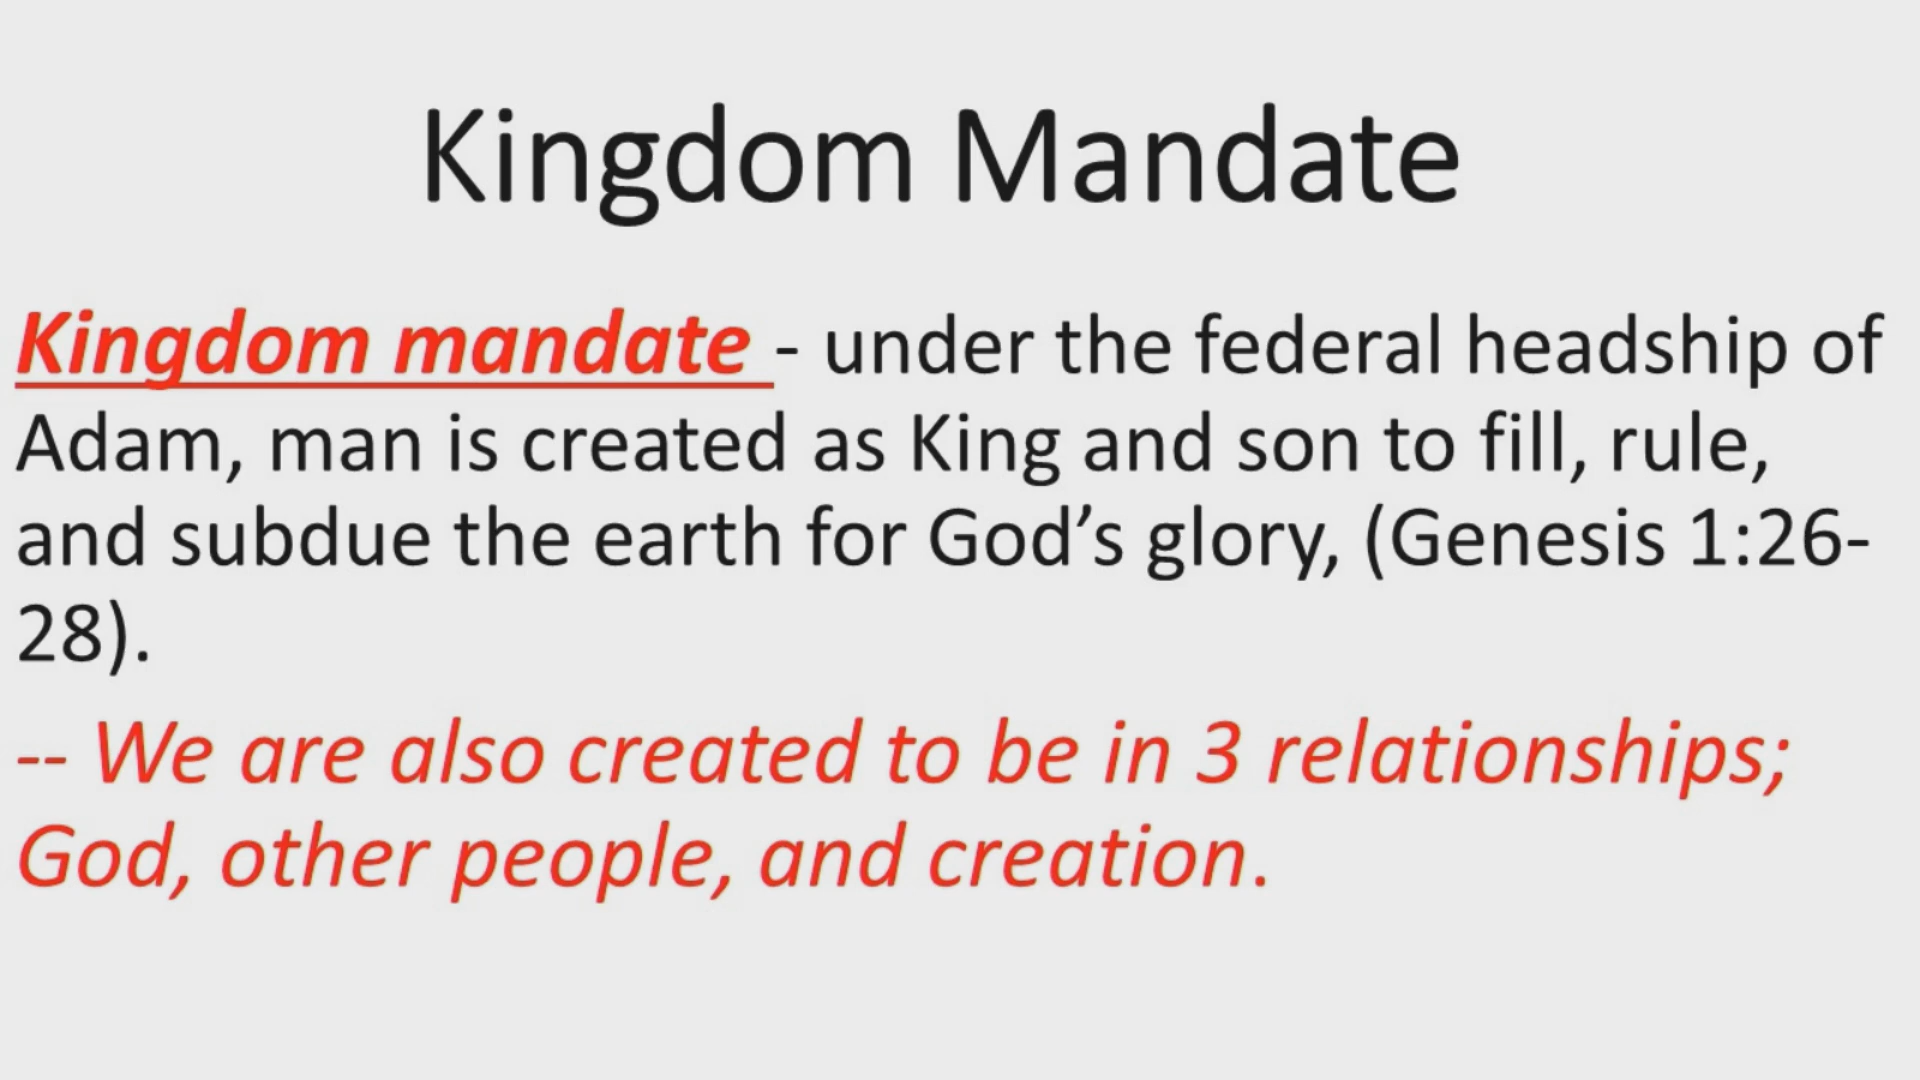 Kingdom Mandate
Kingdom mandate - under the federal headship of
Adam, man is created as King and son to fill, rule,
and subdue the earth for God’s glory, (Genesis 1:26-
28).
-- We are also created to be in 3 relationships;
God, other people, and creation.